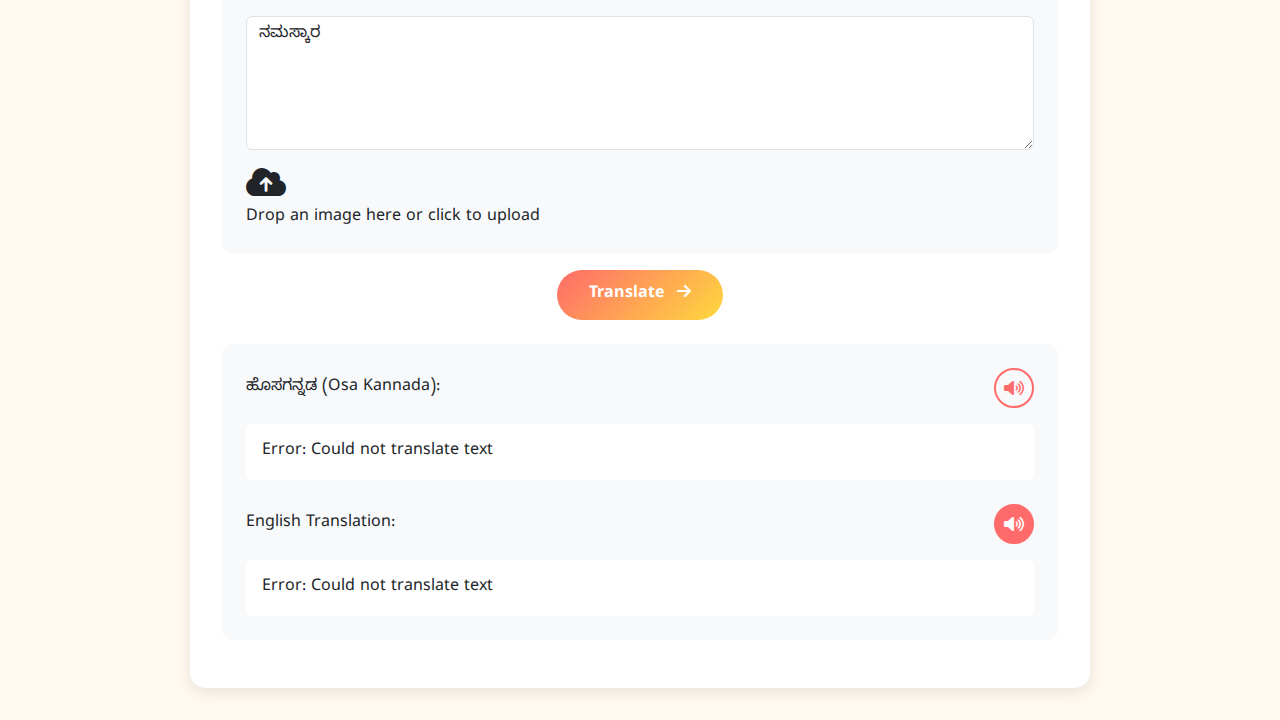 ನಮಸ್ಕಾರ
Drop an image here or click to upload
Translate
ಹೊಸಗನ್ನಡ (Osa Kannada):
Error: Could not translate text
English Translation:
Error: Could not translate text